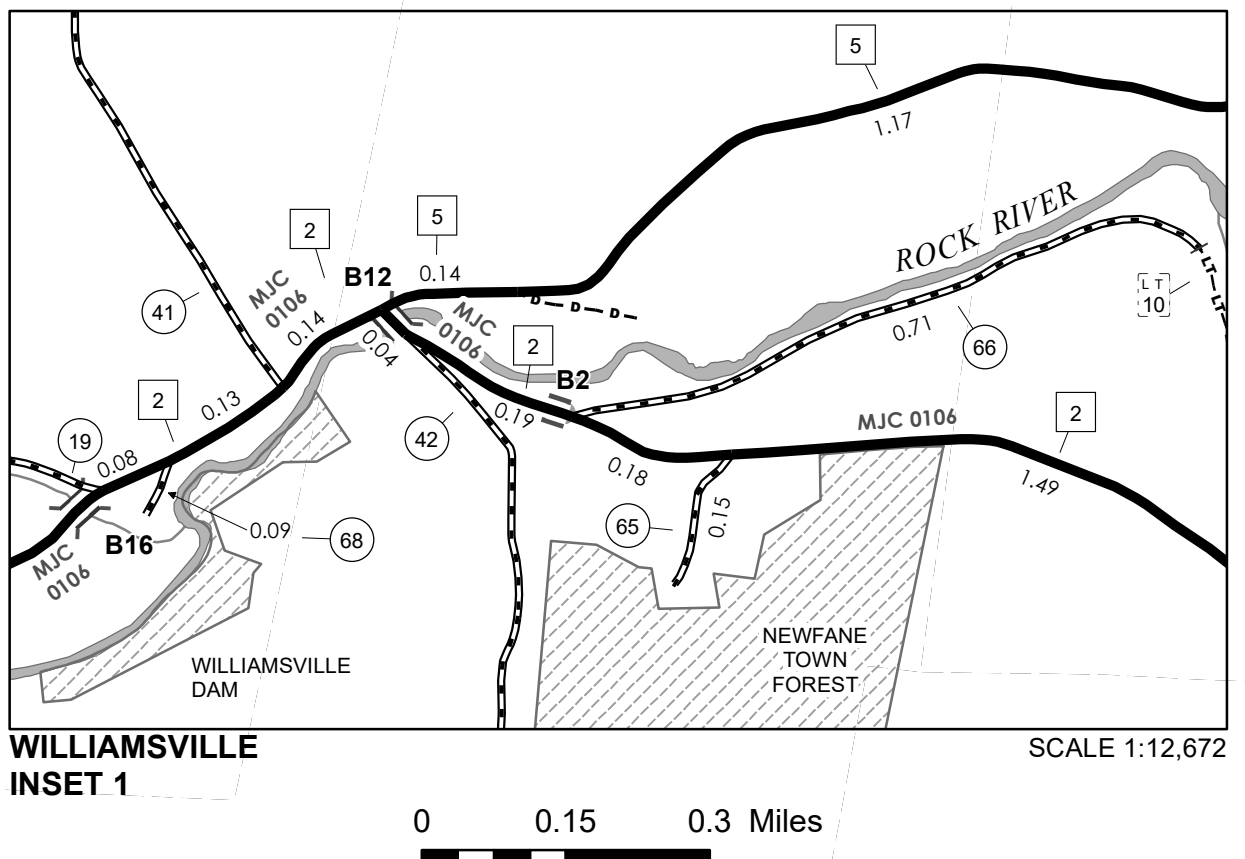 5
1.17
ROCK RIVER
2
5
B12
0.14
MJC
0106
0.14
41
MJC
0106
0.04
LT
10
0.71
66
2
B2
2
0.13
0.19
42
MJC 0106
2
19
0.08
0.18
1.49
65
0.15
0.09
68
B16
MJC
0106
D D D
LT LT
WILLIAMSVILLE
DAM
NEWFANE
TOWN
FOREST
WILLIAMSVILLE
INSET 1
SCALE 1:12,672
0 0.15 0.3 Miles